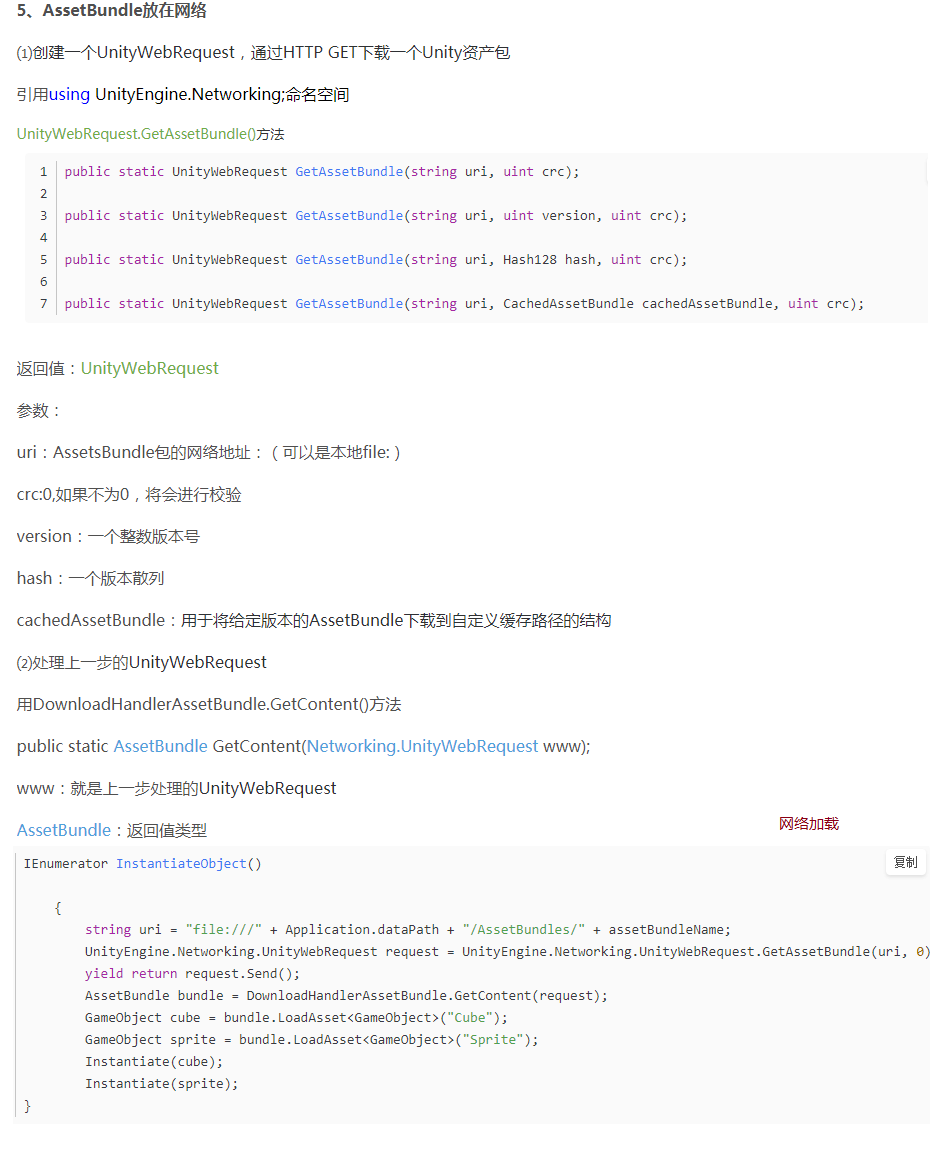 5、AssetBundle放在网络
⑴创建一个UnityWebRequest，通过HTTP GET下载一个Unity资产包
引用using UnityEngine.Networking;命名空间
UnityWebRequest.GetAssetBundle()方法
1 public static UnityWebRequest GetAssetBundle(string uri, uint crc);
2
3 public static UnityWebRequest GetAssetBundle(string uri, uint version, uint crc);
4
5 public static UnityWebRequest GetAssetBundle(string uri, Hash128 hash, uint crc);
6
7 public static UnityWebRequest GetAssetBundle(string uri, CachedAssetBundle cachedAssetBundle, uint crc);
返回值：UnityWebRequest
参数：
uri：AssetsBundle包的网络地址：（可以是本地file:）
crc:0,如果不为0，将会进行校验
version：一个整数版本号
hash：一个版本散列
cachedAssetBundle：用于将给定版本的AssetBundle下载到自定义缓存路径的结构
⑵处理上一步的UnityWebRequest
用DownloadHandlerAssetBundle.GetContent()方法
public static AssetBundle GetContent(Networking.UnityWebRequest www);
www：就是上一步处理的UnityWebRequest
AssetBundle：返回值类型
网络加载
IEnumerator InstantiateObject()
复制
{
string uri = "file:///" + Application.dataPath + "/AssetBundles/" + assetBundleName;
UnityEngine.Networking.UnityWebRequest request = UnityEngine.Networking.UnityWebRequest.GetAssetBundle(uri, 0)
yield return request.Send();
AssetBundle bundle = DownloadHandlerAssetBundle.GetContent(request);
GameObject cube = bundle.LoadAsset<GameObject>("Cube");
GameObject sprite = bundle.LoadAsset<GameObject>("Sprite");
Instantiate(cube);
Instantiate(sprite);
}